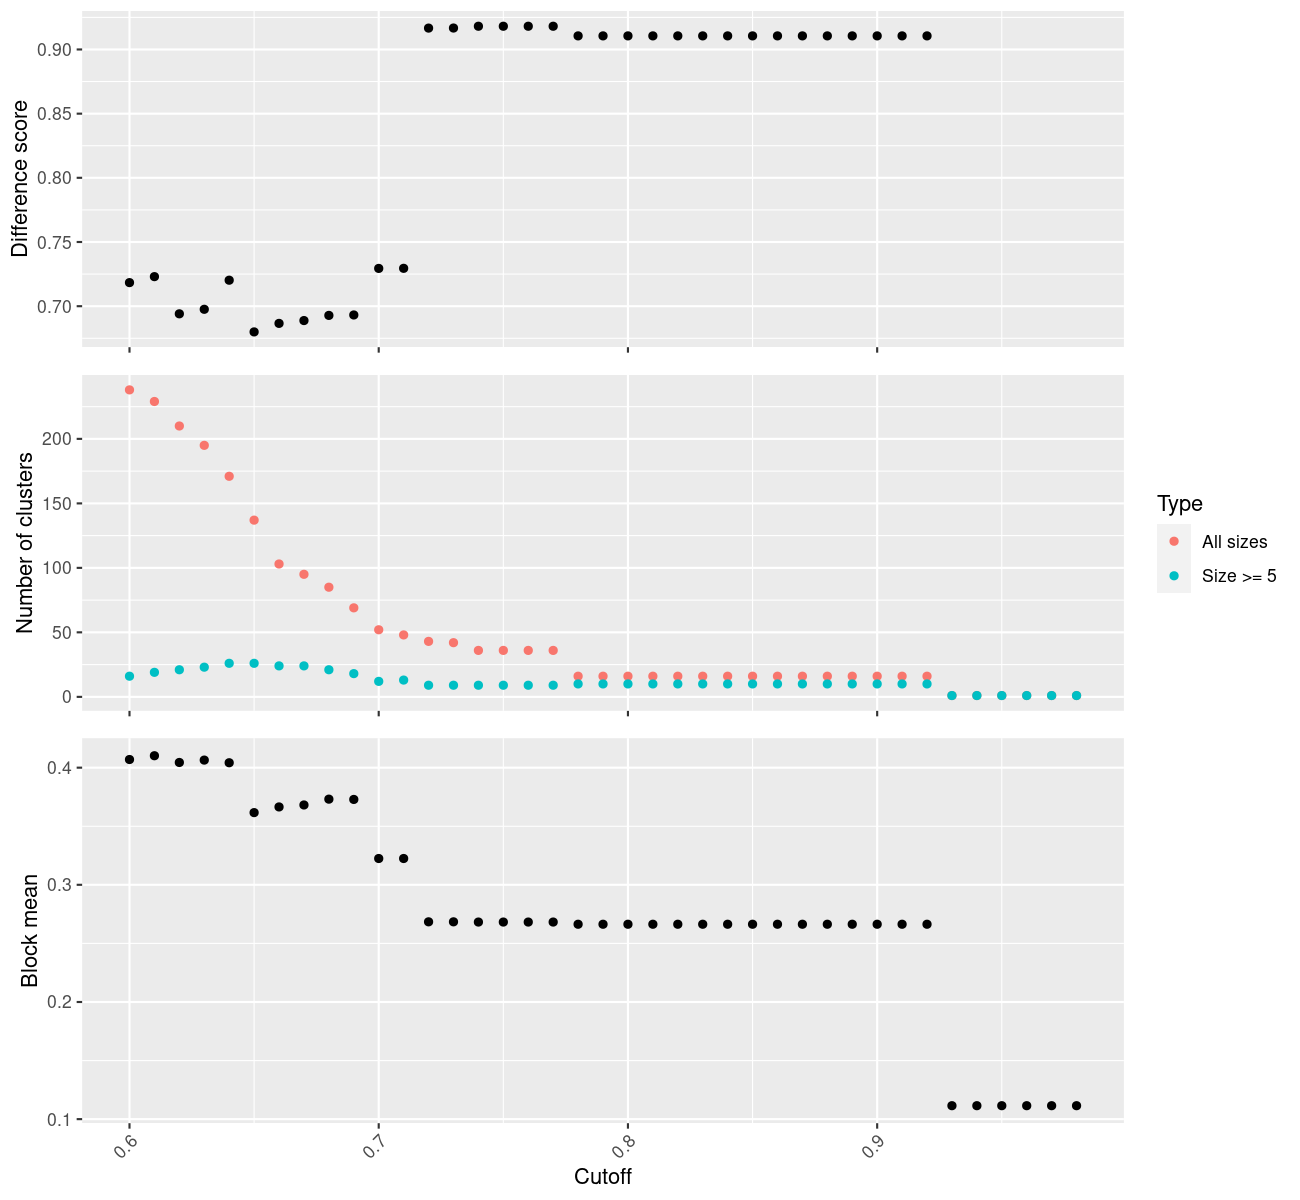 Difference score
0.90
0.85
0.80
0.75
0.70
Number of clusters
200
150
100
50
0
Type
All sizes
Size >= 5
Block mean
0.4
0.3
0.2
0.1
0.6 0.7 0.8 0.9
Cutoff